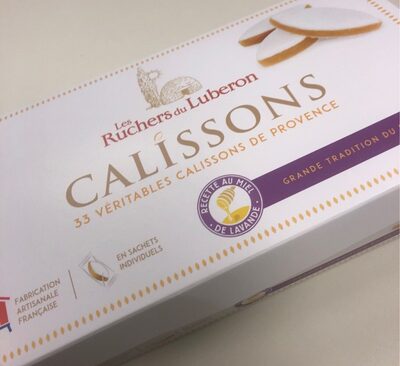 Les
Ruchers du Luberon
CALISSONS
33 VÉRITABLES CALISSONS DE PROVENCE
RECETTE AU MIEL
DE LAVANDE
GRANDE TRADITION DU
FABRICATION
ARTISANALE
FRANÇAISE
EN SACHETS
INDIVIDUELS